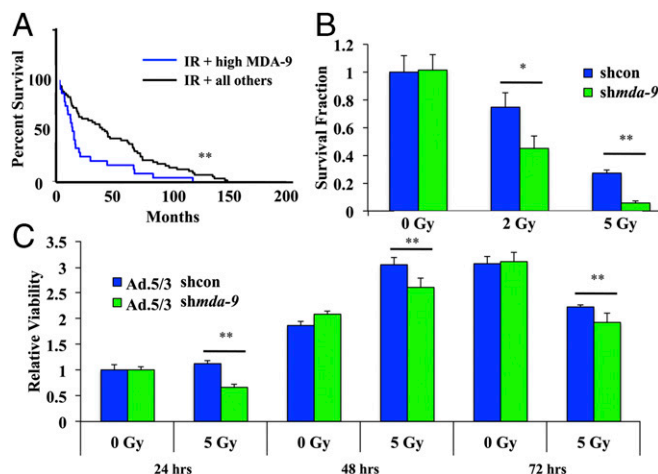 A
IR + high MDA-9
IR + all others
Percent Survival
100
50
0
**
0 50 100 150 200
Months
B
Survival Fraction
1.2
1
0.8
0.6
0.4
0.2
0
shcon
shmda-9
*
**
0 Gy 2 Gy 5 Gy
C
Relative Viability
3.5
3
2.5
2
1.5
1
0.5
0
Ad.5/3 shcon
Ad.5/3 shmda-9
**
**
**
0 Gy 5 Gy 0 Gy 5 Gy 0 Gy 5 Gy
24 hrs 48 hrs 72 hrs